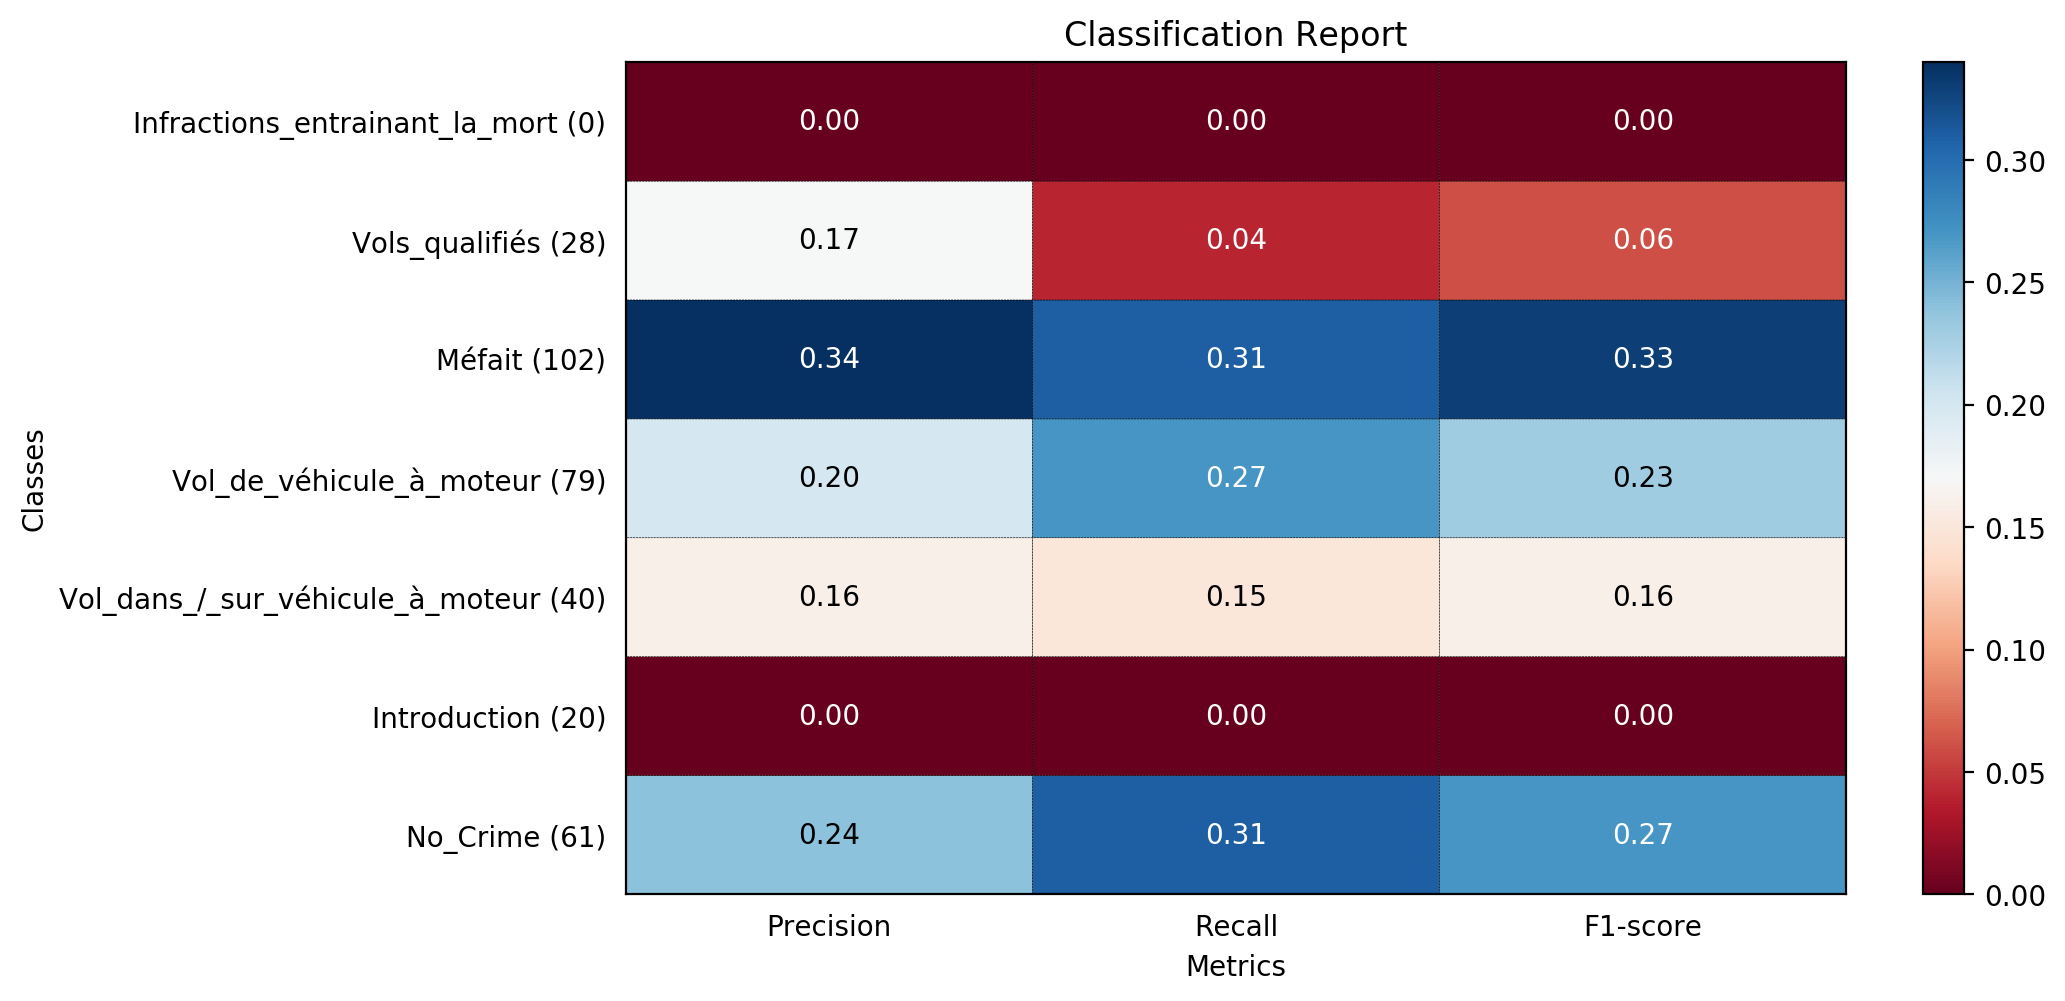 Classification Report
Infractions_entrainant_la_mort (0) 0.00 0.00 0.00
Vols_qualifiés (28) 0.17 0.04 0.06
Méfait (102) 0.34 0.31 0.33
Vol_de_véhicule_à_moteur (79) 0.20 0.27 0.23
Vol_dans_/_sur_véhicule_à_moteur (40) 0.16 0.15 0.16
Introduction (20) 0.00 0.00 0.00
No_Crime (61) 0.24 0.31 0.27
Classes
Precision Recall F1-score
Metrics
0.30
0.25
0.20
0.15
0.10
0.05
0.00